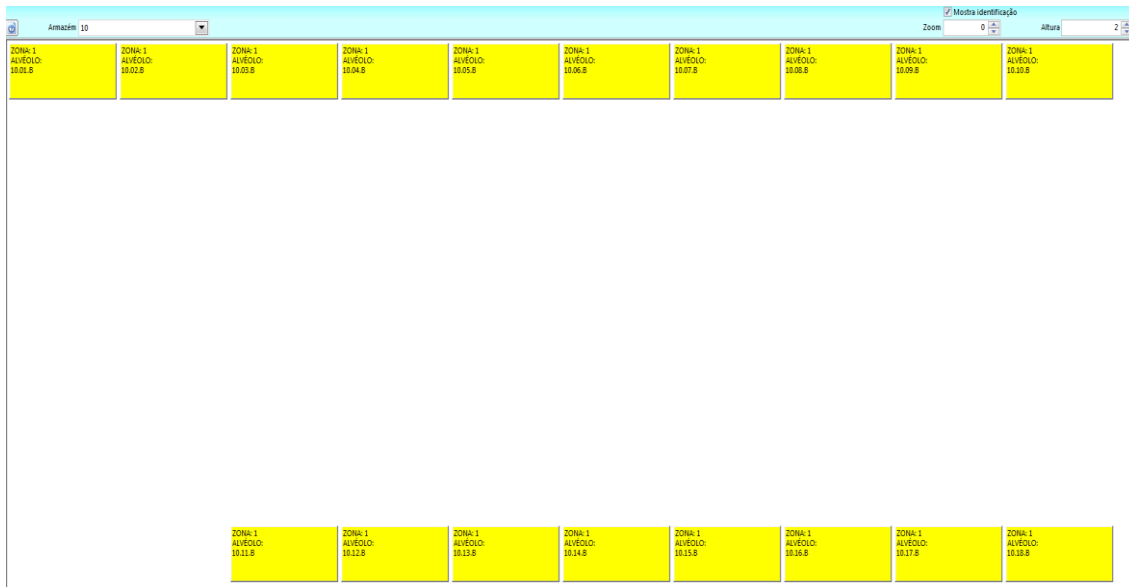 Mostra identificação
Armazém 10 Zoom 0 Altura 2
ZONA: 1
ALVÉOLO:
10.01.B
ZONA: 1
ALVÉOLO:
10.02.B
ZONA: 1
ALVÉOLO:
10.03.B
ZONA: 1
ALVÉOLO:
10.04.B
ZONA: 1
ALVÉOLO:
10.05.B
ZONA: 1
ALVÉOLO:
10.06.B
ZONA: 1
ALVÉOLO:
10.07.B
ZONA: 1
ALVÉOLO:
10.08.B
ZONA: 1
ALVÉOLO:
10.09.B
ZONA: 1
ALVÉOLO:
10.10.B
ZONA: 1
ALVÉOLO:
10.11.B
ZONA: 1
ALVÉOLO:
10.12.B
ZONA: 1
ALVÉOLO:
10.13.B
ZONA: 1
ALVÉOLO:
10.14.B
ZONA: 1
ALVÉOLO:
10.15.B
ZONA: 1
ALVÉOLO:
10.16.B
ZONA: 1
ALVÉOLO:
10.17.B
ZONA: 1
ALVÉOLO:
10.18.B